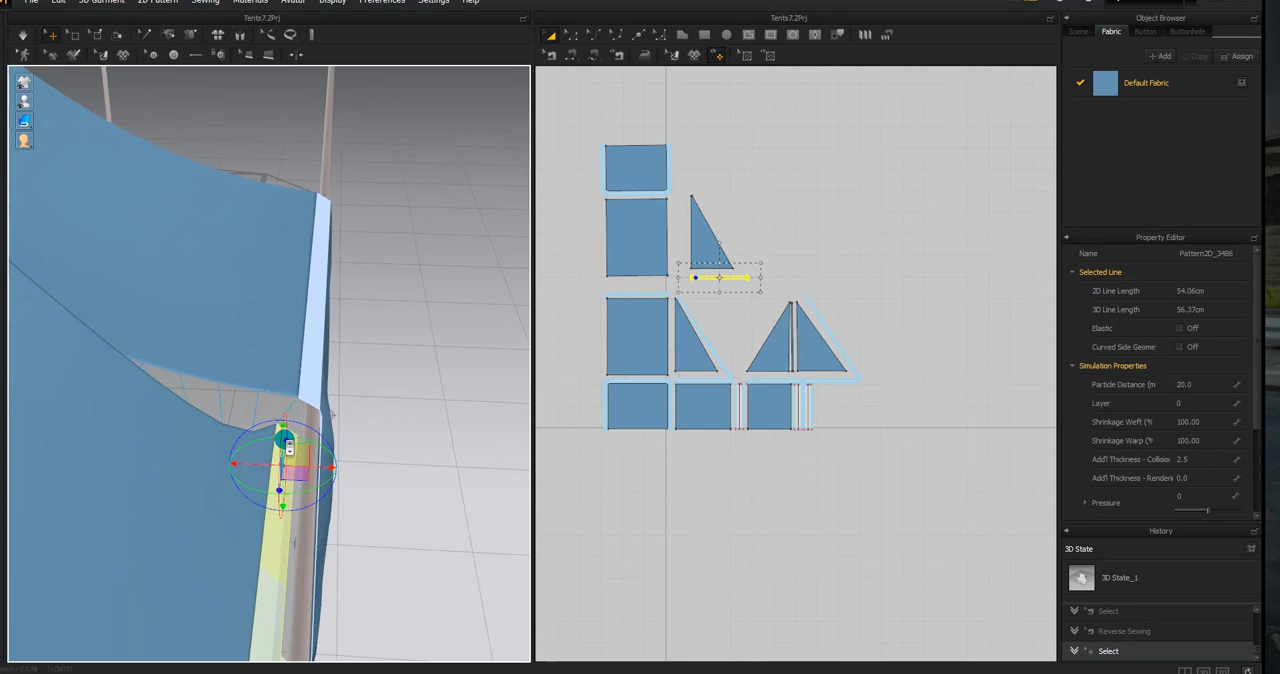 File Edit 3D Garment 2D Pattern Sewing Materials Avatar Display Preferences Settings Help
Tents7.ZPrj
Tents7.ZPrj
Object Browser
Scene Fabric Button Buttonhole
Add Copy Assign
Default Fabric
Property Editor
Name Pattern2D_3486
Selected Line
2D Line Length 54.06cm
3D Line Length 56.37cm
Elastic Off
Curved Side Geome Off
Simulation Properties
Particle Distance (m 20.0
Layer 0
Shrinkage Weft (% 100.00
Shrinkage Warp (% 100.00
Add'l Thickness - Collision 2.5
Add'l Thickness - Renderi 0.0
Pressure 0
History
3D State
3D State_1
Select
Reverse Sewing
Select